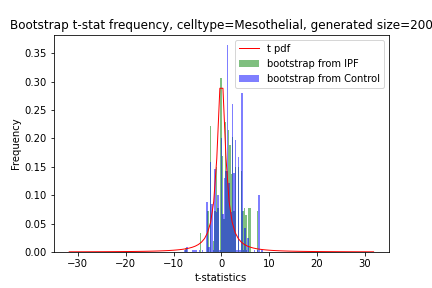 Bootstrap t-stat frequency, celltype=Mesothelial, generated size=200
t pdf
bootstrap from IPF
bootstrap from Control
Frequency
0.35
0.30
0.25
0.20
0.15
0.10
0.05
0.00
−30 −20 −10 0 10 20 30
t-statistics